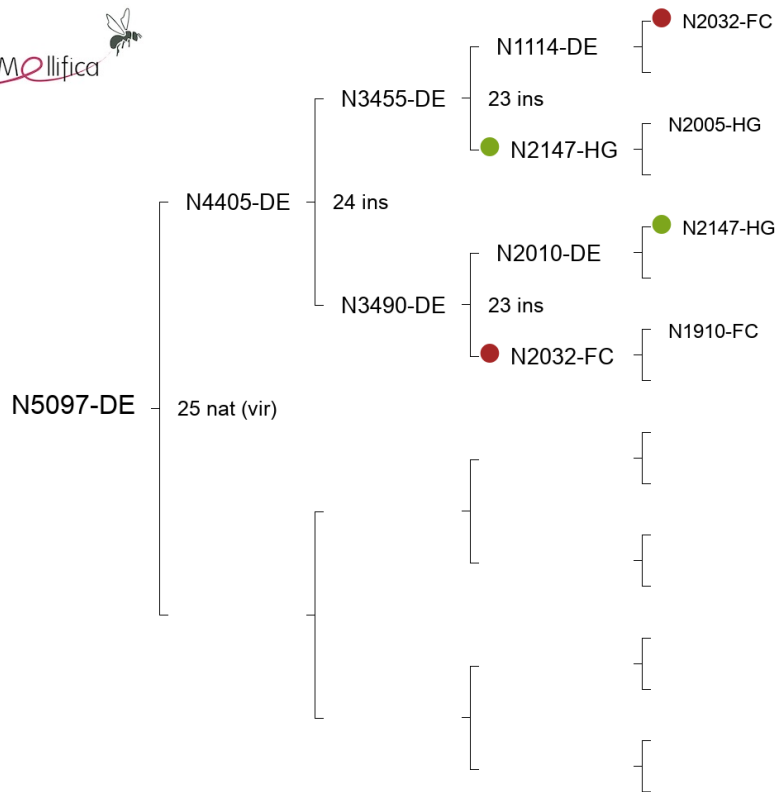 Mellifica
N2032-FC
N1114-DE
N3455-DE
23 ins
N2005-HG
N2147-HG
N4405-DE
24 ins
N2147-HG
N2010-DE
N3490-DE
23 ins
N1910-FC
N2032-FC
N5097-DE
25 nat (vir)